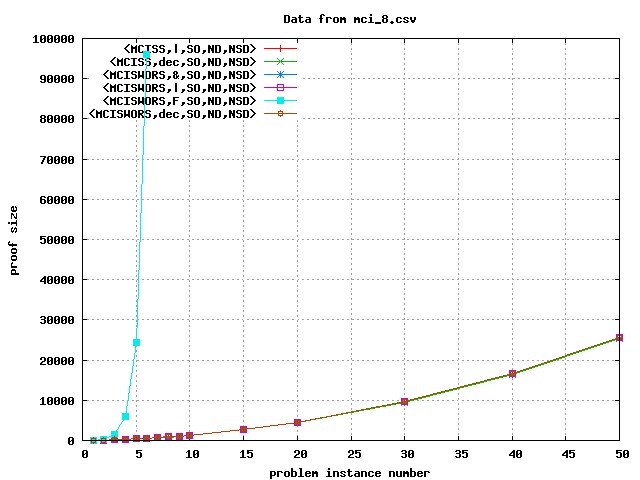 Data from mci_8.csv
100000
90000
80000
70000
60000
50000
40000
30000
20000
10000
0
proof size
<MCISS,|,SO,ND,NSD>
<MCISS,dec,SO,ND,NSD>
<MCISWORS,&,SO,ND,NSD>
<MCISWORS,|,SO,ND,NSD>
<MCISWORS,F,SO,ND,NSD>
<MCISWORS,dec,SO,ND,NSD>
0 5 10 15 20 25 30 35 40 45 50
problem instance number